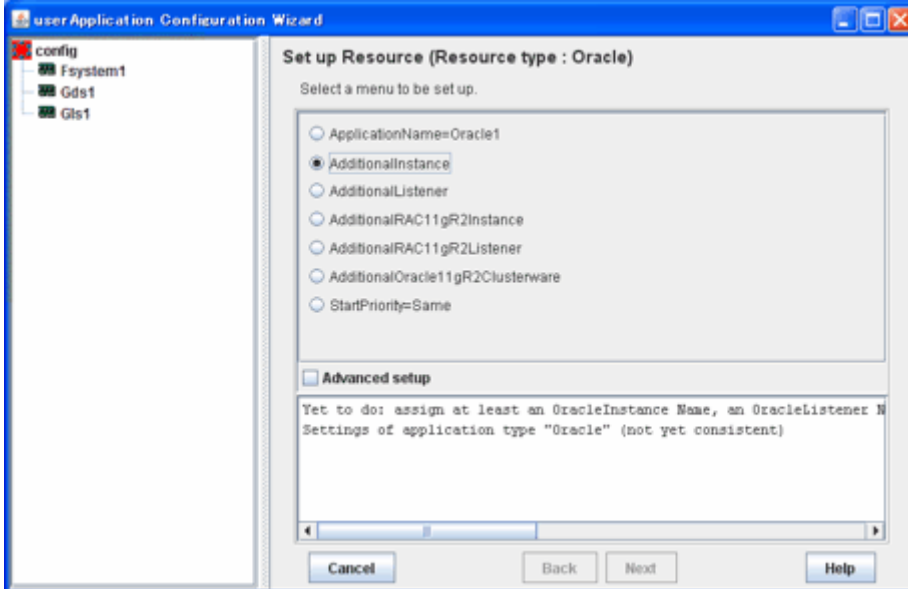 userApplication Configuration Wizard
config
Fsystem1
Gds1
Gls1
Set up Resource (Resource type : Oracle)
Select a menu to be set up.
ApplicationName=Oracle1
AdditionalInstance
AdditionalListener
AdditionalRAC11gR2Instance
AdditionalRAC11gR2Listener
AdditionalOracle11gR2Clusterware
StartPriority=Same
Advanced setup
Yet to do: assign at least an OracleInstance Name, an OracleListener N
Settings of application type "Oracle" (not yet consistent)
Cancel
Back
Next
Help